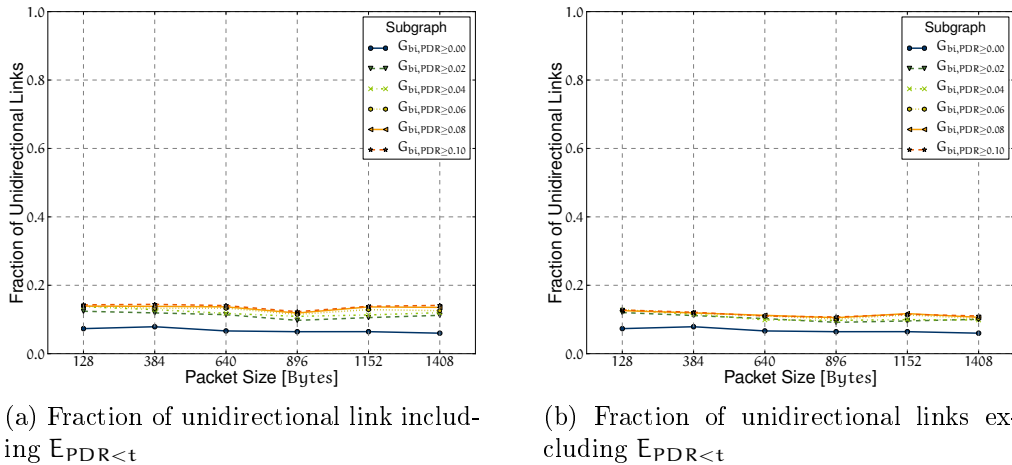 Fraction of Unidirectional Links
1.0
0.8
0.6
0.4
0.2
0.0
128 384 640 896 1152 1408
Packet Size [Bytes]
Subgraph
G_bi,PDR≥0.00
G_bi,PDR≥0.02
G_bi,PDR≥0.04
G_bi,PDR≥0.06
G_bi,PDR≥0.08
G_bi,PDR≥0.10
(a) Fraction of unidirectional link includ-
ing E_PDR<t
Fraction of Unidirectional Links
1.0
0.8
0.6
0.4
0.2
0.0
128 384 640 896 1152 1408
Packet Size [Bytes]
Subgraph
G_bi,PDR≥0.00
G_bi,PDR≥0.02
G_bi,PDR≥0.04
G_bi,PDR≥0.06
G_bi,PDR≥0.08
G_bi,PDR≥0.10
(b) Fraction of unidirectional links ex-
cluding E_PDR<t